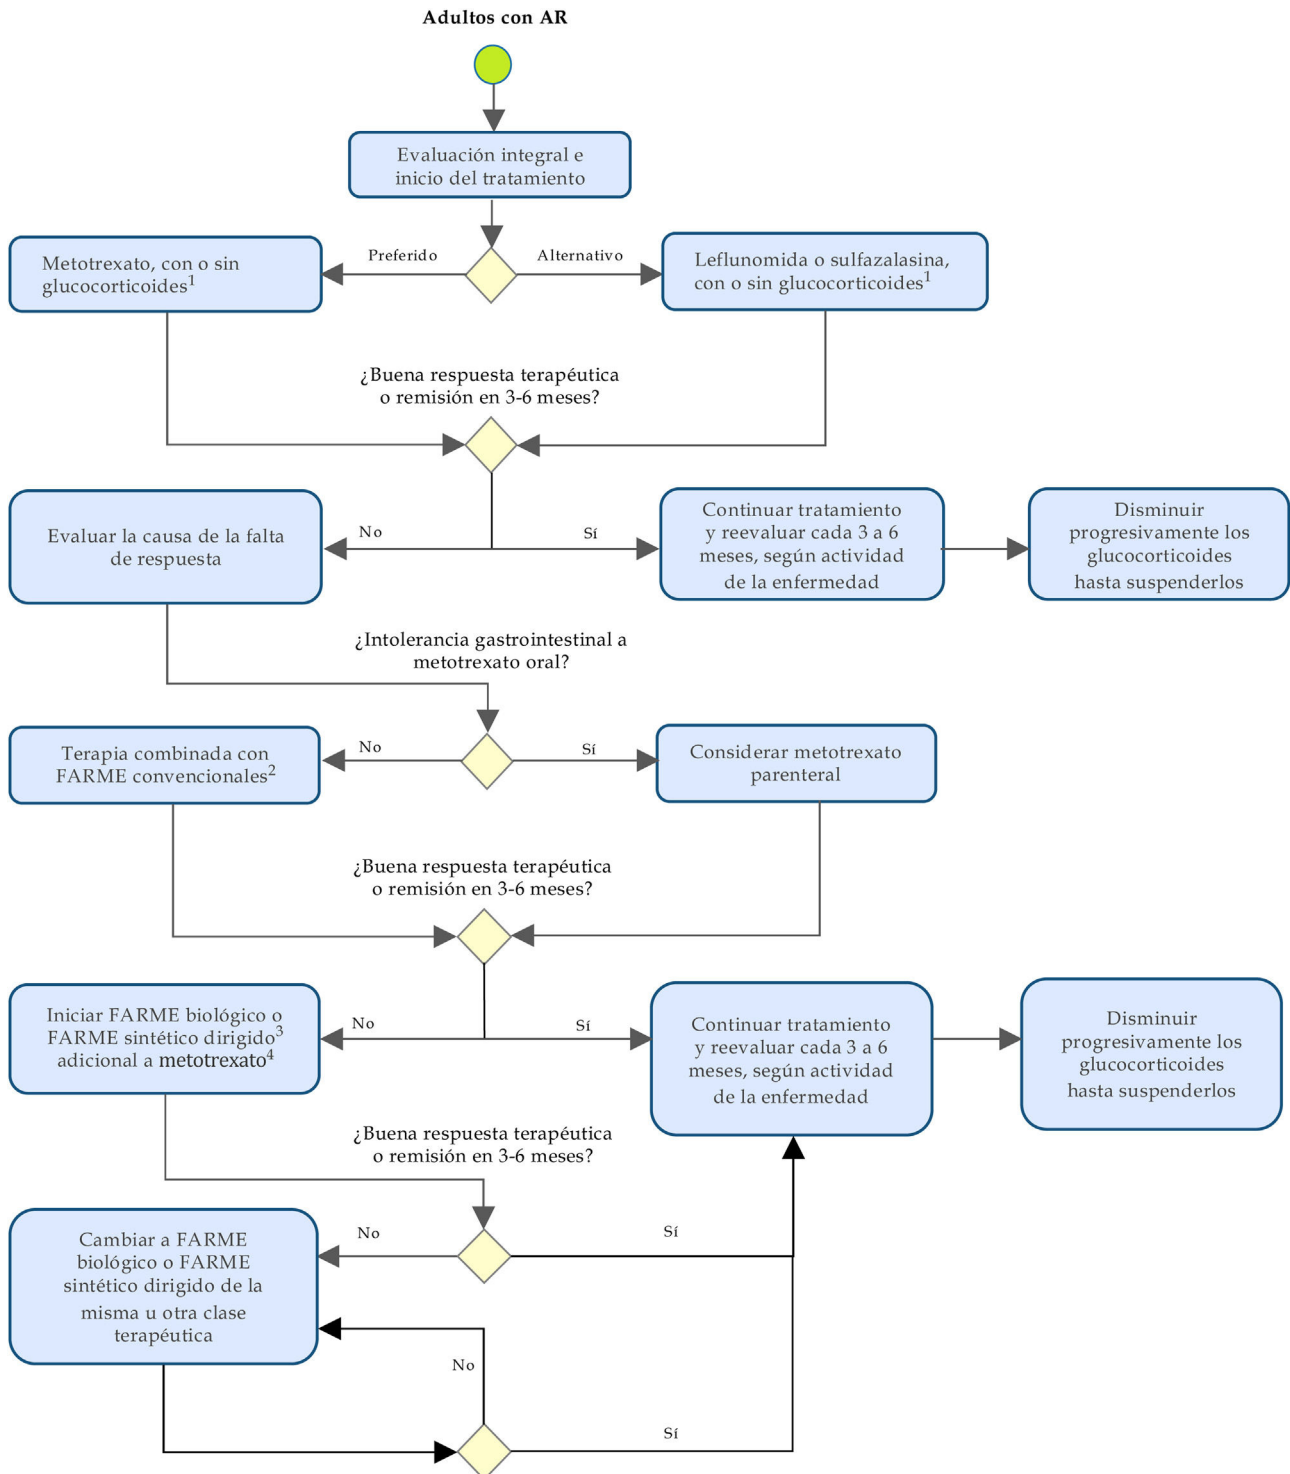 Adultos con AR
Evaluación integral e
inicio del tratamiento
Preferido
Alternativo
Metotrexato, con o sin
glucocorticoides1
Leflunomida o sulfazalasina,
con o sin glucocorticoides1
¿Buena respuesta terapéutica
o remisión en 3-6 meses?
Evaluar la causa de la falta
de respuesta
No
Sí
Continuar tratamiento
y reevaluar cada 3 a 6
meses, según actividad
de la enfermedad
Disminuir
progresivamente los
glucocorticoides
hasta suspenderlos
¿Intolerancia gastrointestinal a
metotrexato oral?
Terapia combinada con
FARME convencionales2
No
Sí
Considerar metotrexato
parenteral
¿Buena respuesta terapéutica
o remisión en 3-6 meses?
Iniciar FARME biológico o
FARME sintético dirigido3
adicional a metotrexato4
No
Sí
Continuar tratamiento
y reevaluar cada 3 a 6
meses, según actividad
de la enfermedad
Disminuir
progresivamente los
glucocorticoides
hasta suspenderlos
¿Buena respuesta terapéutica
o remisión en 3-6 meses?
Cambiar a FARME
biológico o FARME
sintético dirigido de la
misma u otra clase
terapéutica
No
Sí
No
Sí